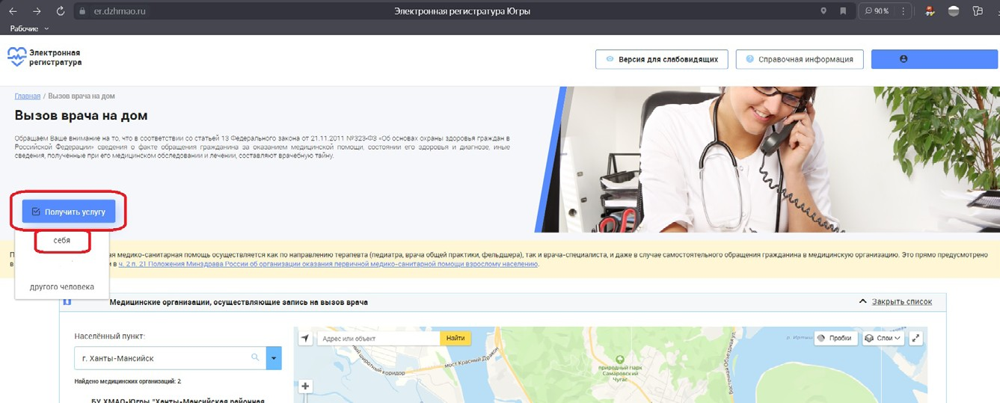 er.dzhmao.ru
Электронная регистратура Югры
90 %
Рабочие
Электронная
регистратура
Версия для слабовидящих
Справочная информация
Главная / Вызов врача на дом
Вызов врача на дом
Обращаем Ваше внимание на то, что в соответствии со статьей 13 Федерального закона от 21.11.2011 №323-ФЗ «Об основах охраны здоровья граждан в
Российской Федерации» сведения о факте обращения гражданина за оказанием медицинской помощи, состоянии его здоровья и диагнозе, иные
сведения, полученные при его медицинском обследовании и лечении, составляют врачебную тайну.
Получить услугу
себя
другого человека
ная медико-санитарная помощь осуществляется как по направлению терапевта (педиатра, врача общей практики, фельдшера), так и врача-специалиста, и даже в случае самостоятельного обращения гражданина в медицинскую организацию. Это прямо предусмотрено
в ч. 2 п. 21 Положения Минздрава России об организации оказания первичной медико-санитарной помощи взрослому населению.
Медицинские организации, осуществляющие запись на вызов врача
Закрыть список
Населённый пункт:
г. Ханты-Мансийск
Найдено медицинских организаций: 2
БУ ХМАО-Югры "Ханты-Мансийская районная
Адрес или объект
Найти
Пробки
Слои
мост Красный Дракон
западный коридор
природный парк
Самаровский
Чугас
Восточная Объездная ул.
р. Иртыш